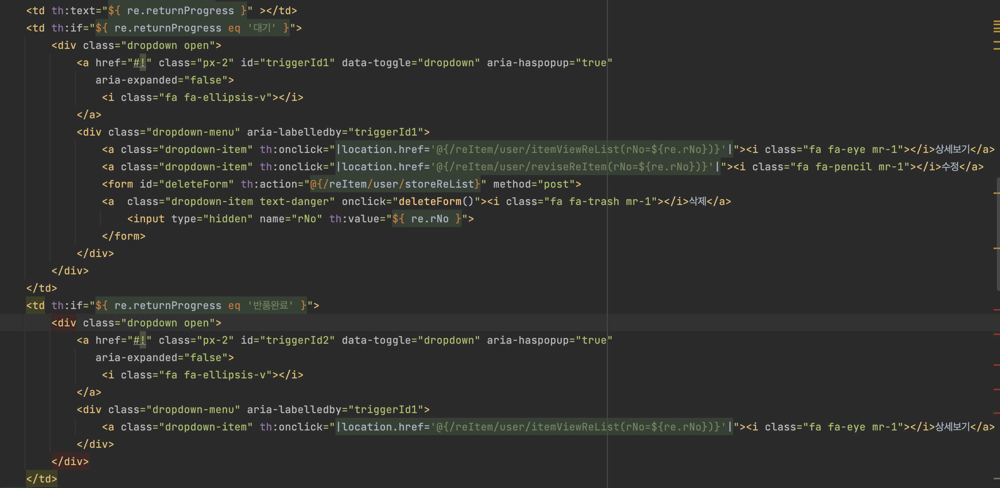 <td th:text="${ re.returnProgress }" ></td>
<td th:if="${ re.returnProgress eq '대기' }">
<div class="dropdown open">
<a href="#!" class="px-2" id="triggerId1" data-toggle="dropdown" aria-haspopup="true"
aria-expanded="false">
<i class="fa fa-ellipsis-v"></i>
</a>
<div class="dropdown-menu" aria-labelledby="triggerId1">
<a class="dropdown-item" th:onclick="|location.href='@{/reItem/user/itemViewReList(rNo=${re.rNo})}'|"><i class="fa fa-eye mr-1"></i>상세보기</a>
<a class="dropdown-item" th:onclick="|location.href='@{/reItem/user/reviseReItem(rNo=${re.rNo})}'|"><i class="fa fa-pencil mr-1"></i>수정</a>
<form id="deleteForm" th:action="@{/reItem/user/storeReList}" method="post">
<a  class="dropdown-item text-danger" onclick="deleteForm()"><i class="fa fa-trash mr-1"></i>삭제</a>
<input type="hidden" name="rNo" th:value="${ re.rNo }">
</form>
</div>
</div>
</td>
<td th:if="${ re.returnProgress eq '반품완료' }">
<div class="dropdown open">
<a href="#!" class="px-2" id="triggerId2" data-toggle="dropdown" aria-haspopup="true"
aria-expanded="false">
<i class="fa fa-ellipsis-v"></i>
</a>
<div class="dropdown-menu" aria-labelledby="triggerId1">
<a class="dropdown-item" th:onclick="|location.href='@{/reItem/user/itemViewReList(rNo=${re.rNo})}'|"><i class="fa fa-eye mr-1"></i>상세보기</a>
</div>
</div>
</td>